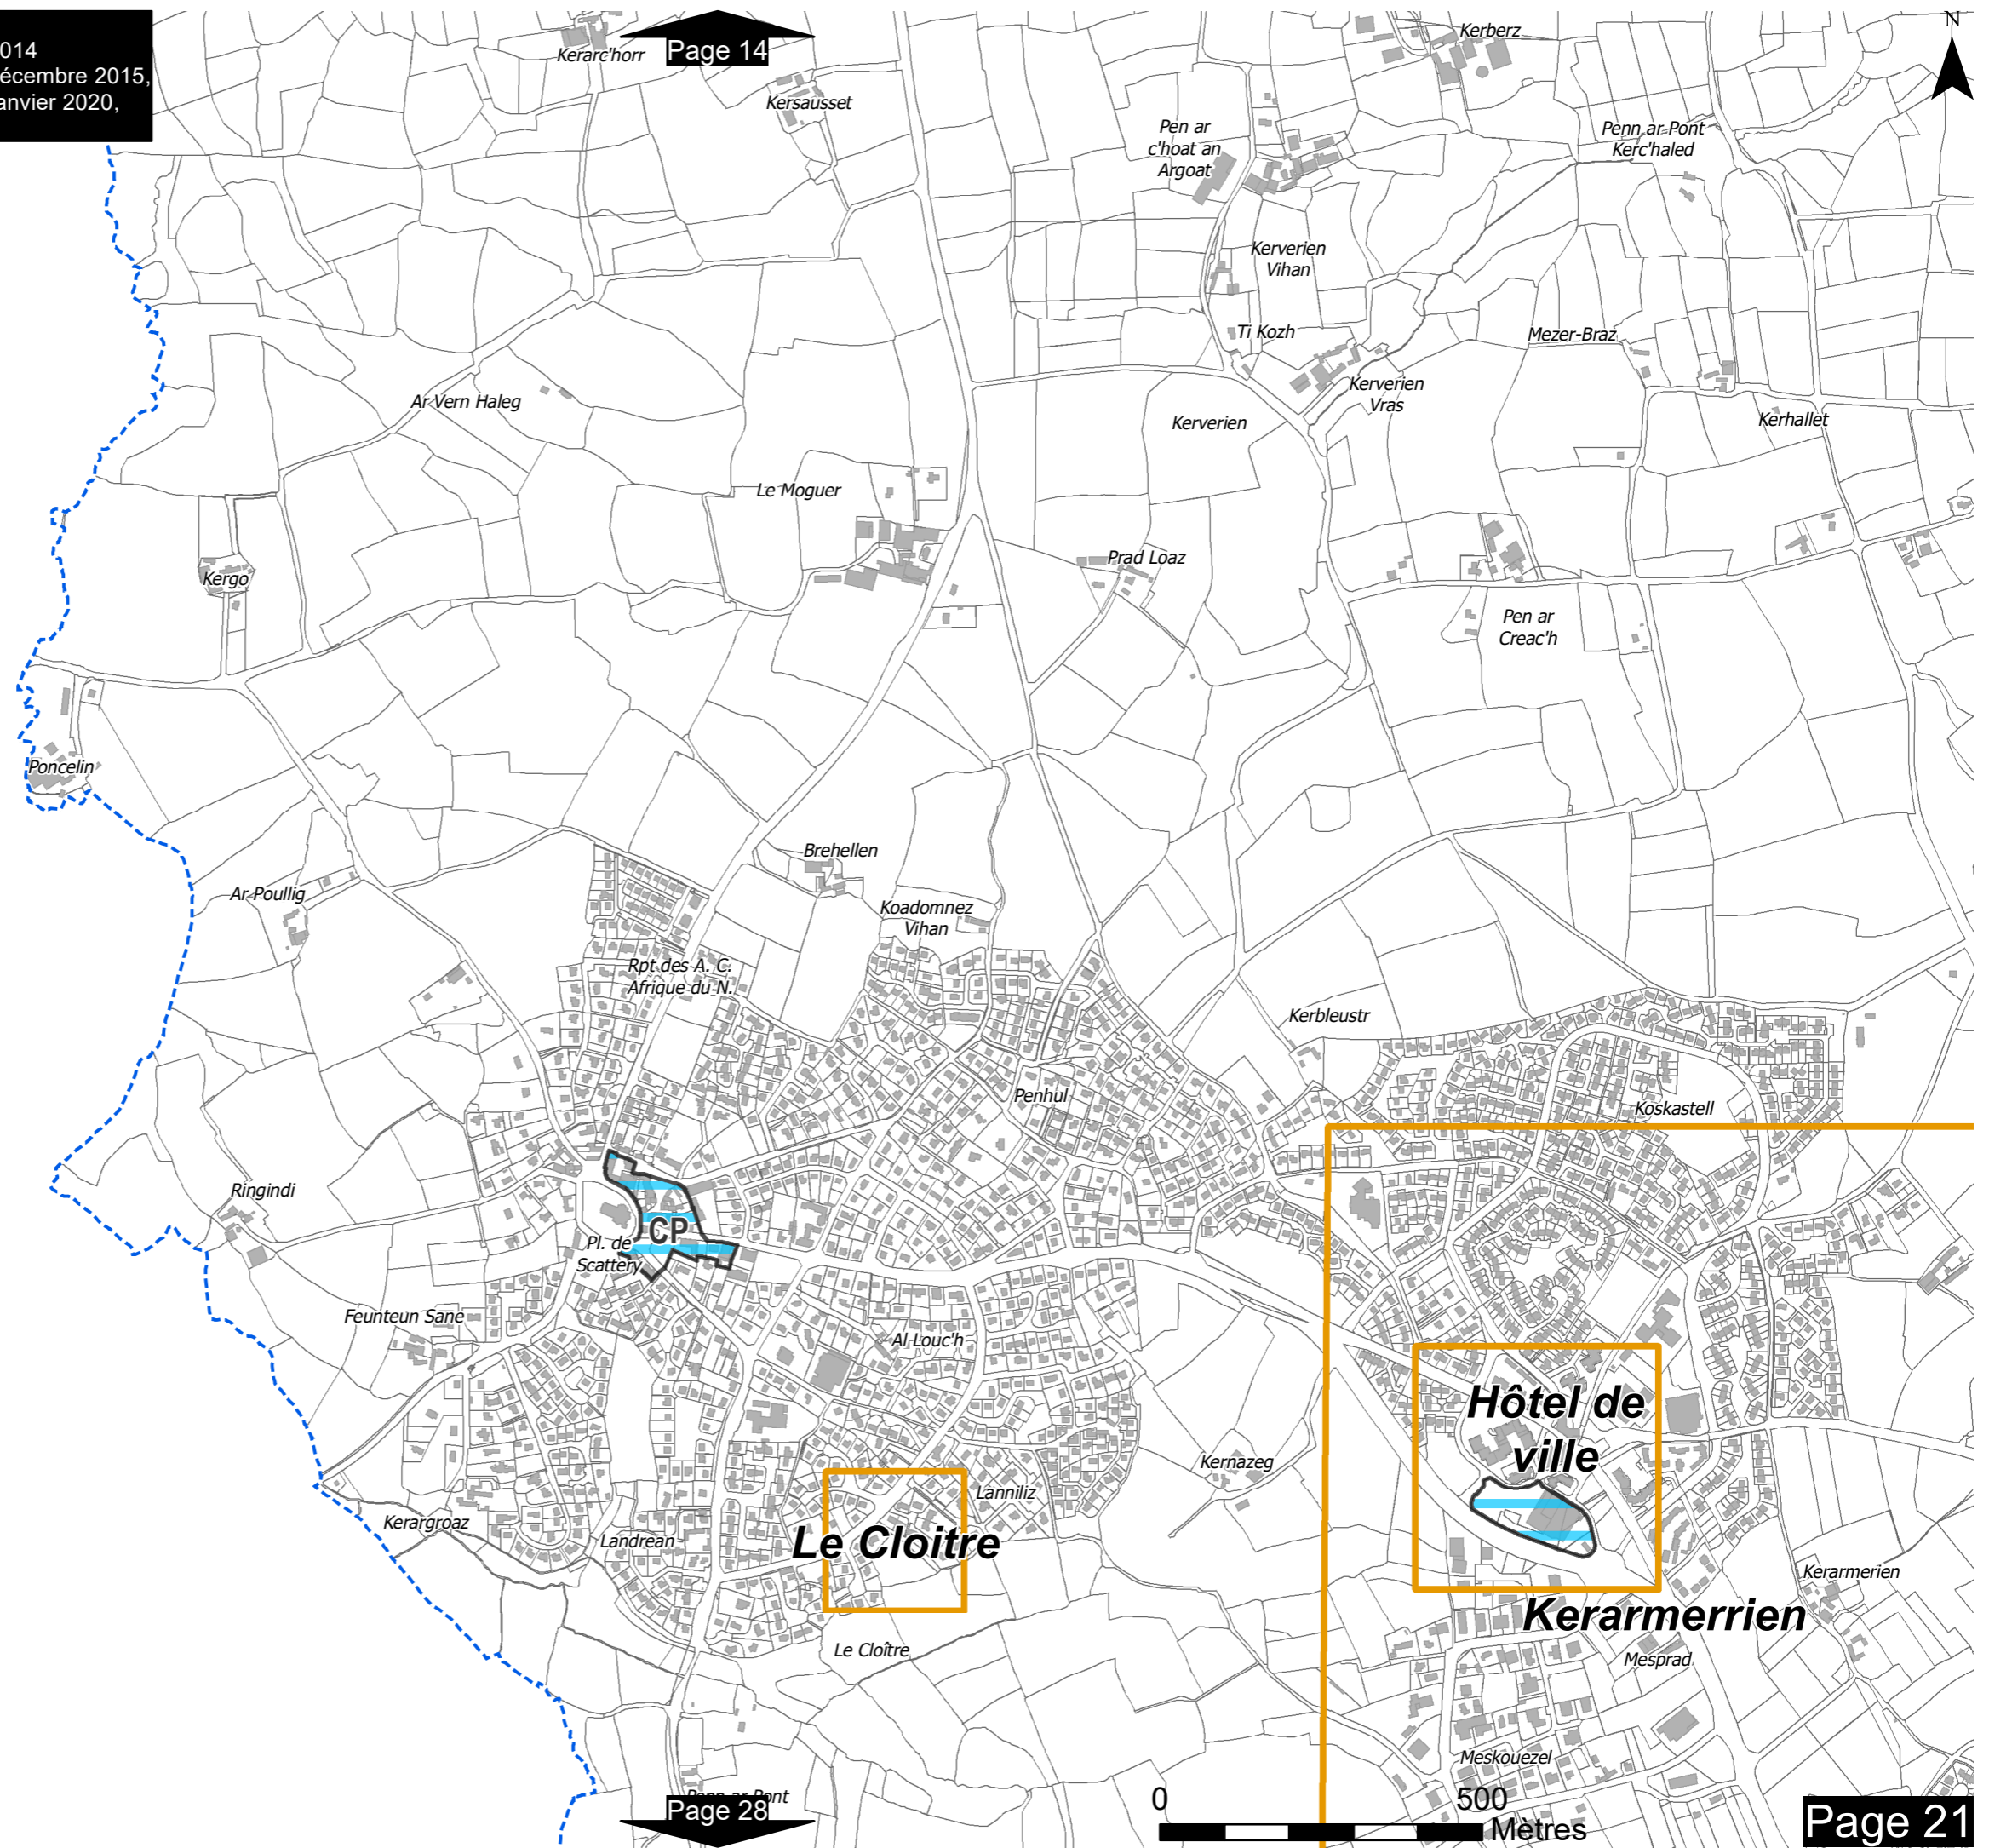 014
écembre 2015,
anvier 2020,
Page 14
N
Kerarc'horr
Kerberz
Kersausset
Pen ar
c'hoat an
Argoat
Penn ar Pont
Kerc'haled
Kerverien
Vihan
Ti Kozh
Mezer-Braz
Ar Vern Haleg
Kerverien
Vras
Kerverien
Kerhallet
Le Moguer
Kergo
Prad Loaz
Pen ar
Creac'h
Poncelin
Brehellen
Ar Poullig
Koadomnez
Vihan
Rpt des A. C.
Afrique du N.
Kerbleustr
Penhul
Koskastell
Ringindi
CP
Pl. de
Scattery
Feunteun Sane
Al Louc'h
Hôtel de
ville
Kernazeg
Lanniliz
Kerargroaz
Landrean
Le Cloitre
Kerarmerien
Kerarmerrien
Le Cloître
Mesprad
Meskouezel
Penn ar Pont
Page 28
0
500
Mètres
Page 21